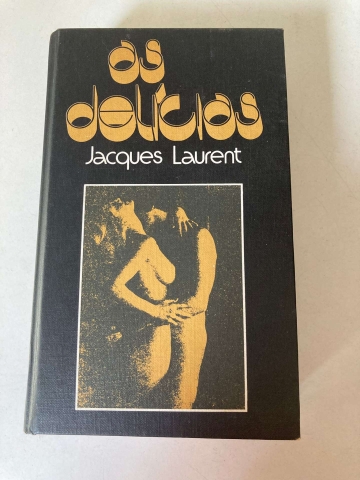 as
delícias
Jacques Laurent